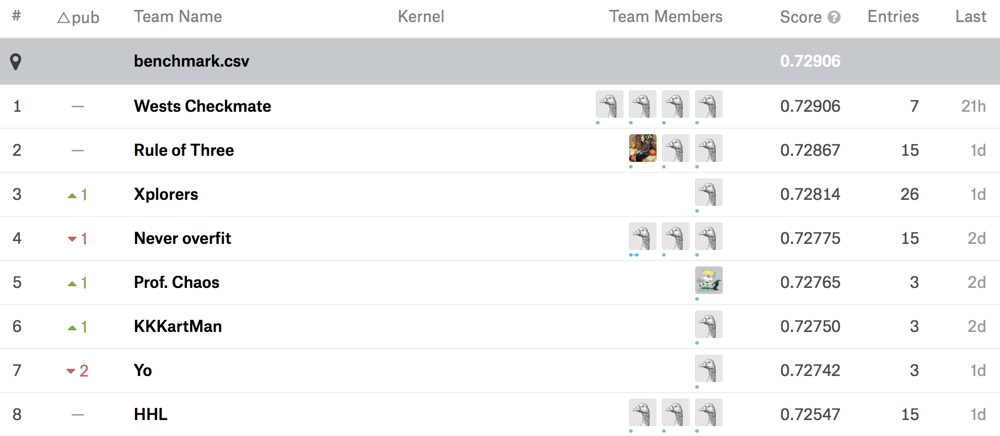 # △pub Team Name Kernel Team Members Score ? Entries Last
benchmark.csv 0.72906
1 — Wests Checkmate 0.72906 7 21h
2 — Rule of Three 0.72867 15 1d
3 ▲1 Xplorers 0.72814 26 1d
4 ▼1 Never overfit 0.72775 15 2d
5 ▲1 Prof. Chaos 0.72765 3 2d
6 ▲1 KKKartMan 0.72750 3 2d
7 ▼2 Yo 0.72742 3 1d
8 — HHL 0.72547 15 1d